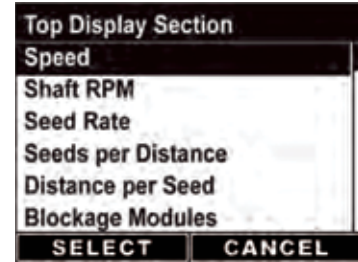 Top Display Section
Speed
Shaft RPM
Seed Rate
Seeds per Distance
Distance per Seed
Blockage Modules
SELECT CANCEL